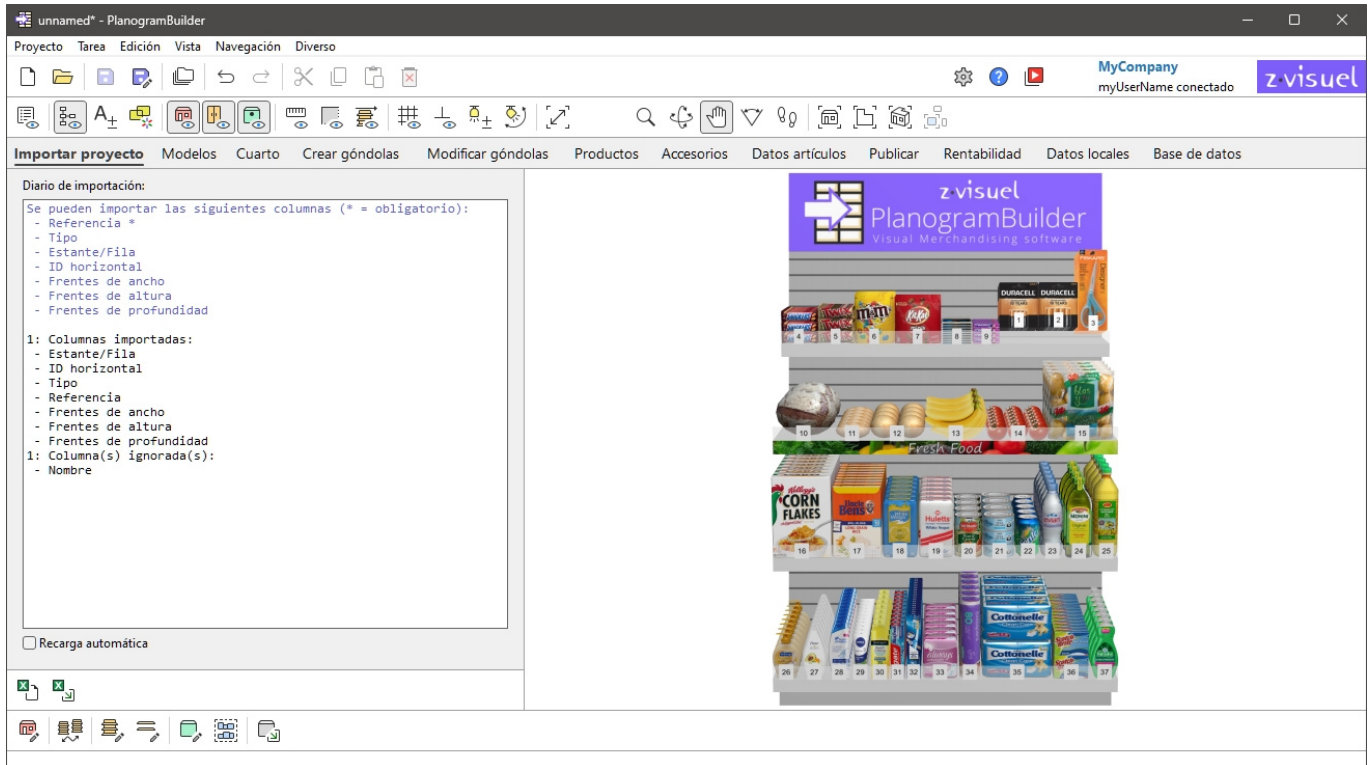 unnamed* - PlanogramBuilder
Proyecto Tarea Edición Vista Navegación Diverso
MyCompany
myUserName conectado
z·visuel
Importar proyecto Modelos Cuarto Crear góndolas Modificar góndolas Productos Accesorios Datos artículos Publicar Rentabilidad Datos locales Base de datos
Diario de importación:
Se pueden importar las siguientes columnas (* = obligatorio):
- Referencia *
- Tipo
- Estante/Fila
- ID horizontal
- Frentes de ancho
- Frentes de altura
- Frentes de profundidad
1: Columnas importadas:
- Estante/Fila
- ID horizontal
- Tipo
- Referencia
- Frentes de ancho
- Frentes de altura
- Frentes de profundidad
1: Columna(s) ignorada(s):
- Nombre
Recarga automática
z·visuel
PlanogramBuilder
Visual Merchandising software
DURACELL DURACELL
m&m's
KitKat
1 2 3
4 5 6 7 8 9
10 11 12 13 14 15
Fresh Food
Kellogg's
CORN
FLAKES
Uncle
Ben's
Huletts
16 17 18 19 20 21 22 23 24 25
Cottonelle
Cottonelle
26 27 28 29 30 31 32 33 34 35 36 37